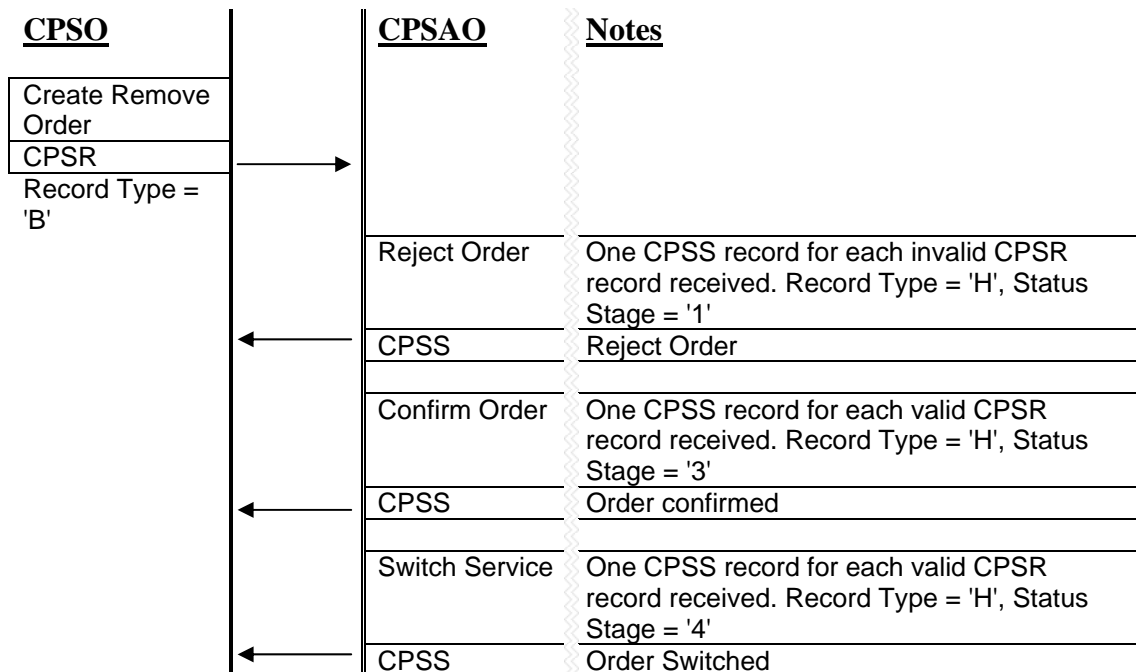 CPSO CPSAO Notes
Create Remove
Order
CPSR
Record Type =
'B'
Reject Order One CPSS record for each invalid CPSR
record received. Record Type = 'H', Status
Stage = '1'
CPSS Reject Order
Confirm Order One CPSS record for each valid CPSR
record received. Record Type = 'H', Status
Stage = '3'
CPSS Order confirmed
Switch Service One CPSS record for each valid CPSR
record received. Record Type = 'H', Status
Stage = '4'
CPSS Order Switched